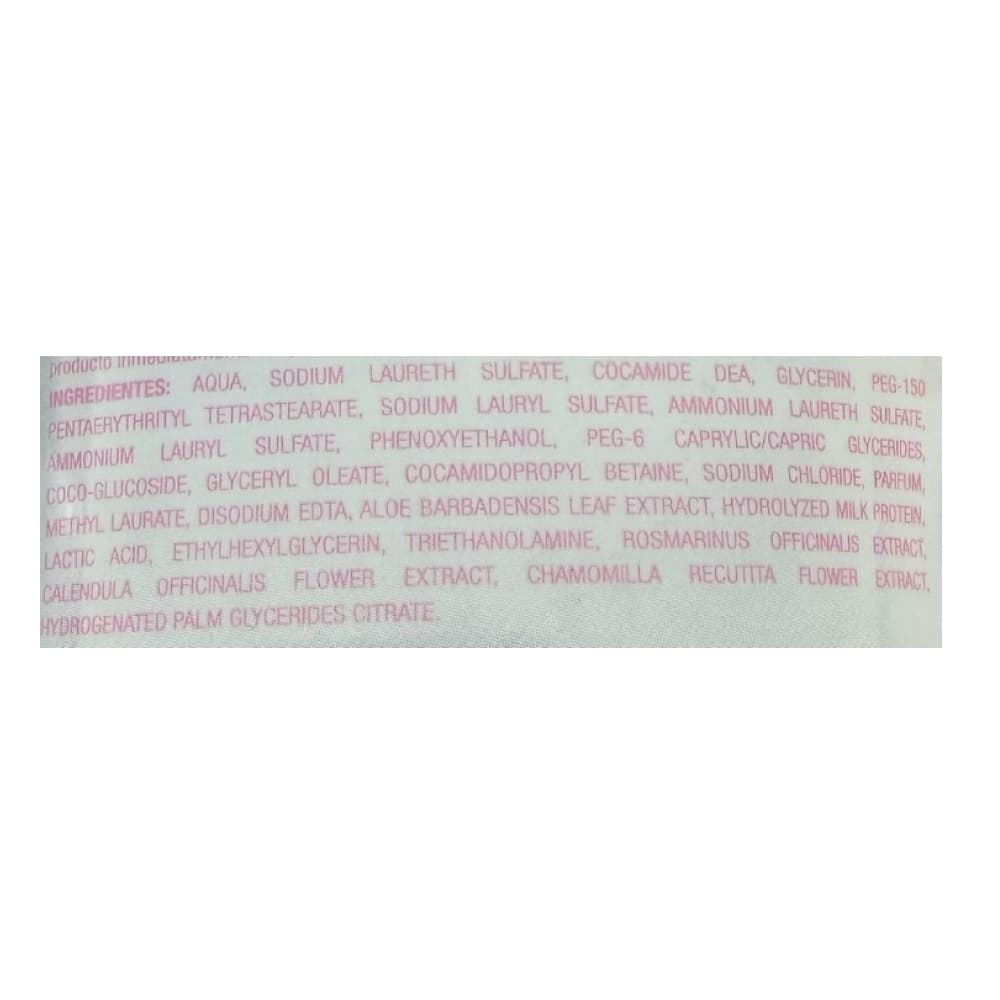 producto inmediatamen
INGREDIENTES: AQUA, SODIUM LAURETH SULFATE, COCAMIDE DEA, GLYCERIN, PEG-150
PENTAERYTHRITYL TETRASTEARATE, SODIUM LAURYL SULFATE, AMMONIUM LAURETH SULFATE,
AMMONIUM LAURYL SULFATE, PHENOXYETHANOL, PEG-6 CAPRYLIC/CAPRIC GLYCERIDES,
COCO-GLUCOSIDE, GLYCERYL OLEATE, COCAMIDOPROPYL BETAINE, SODIUM CHLORIDE, PARFUM,
METHYL LAURATE, DISODIUM EDTA, ALOE BARBADENSIS LEAF EXTRACT, HYDROLYZED MILK PROTEIN,
LACTIC ACID, ETHYLHEXYLGLYCERIN, TRIETHANOLAMINE, ROSMARINUS OFFICINALIS EXTRACT,
CALENDULA OFFICINALIS FLOWER EXTRACT, CHAMOMILLA RECUTITA FLOWER EXTRACT,
HYDROGENATED PALM GLYCERIDES CITRATE.